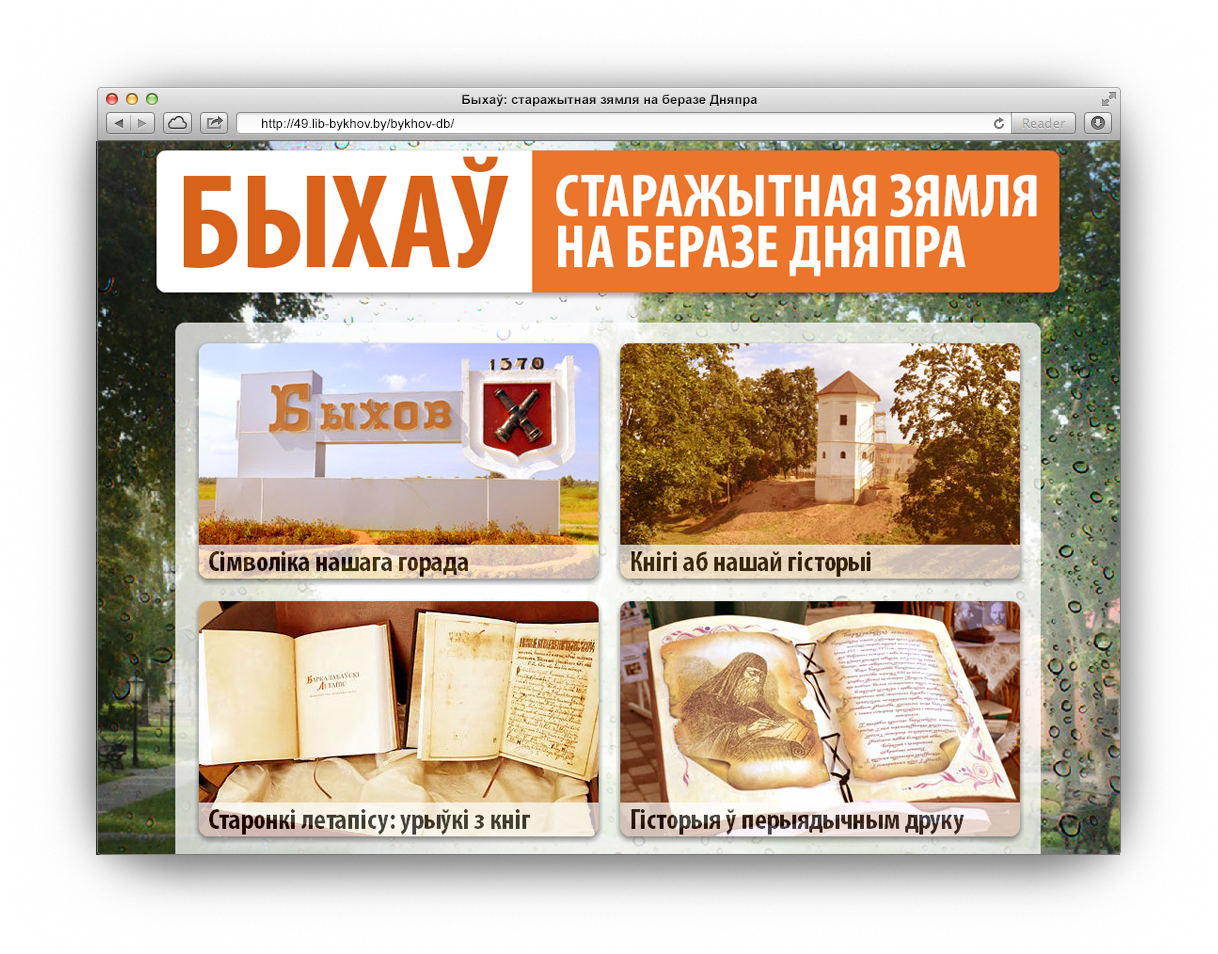 Быхаў: старажытная зямля на беразе Дняпра
http://49.lib-bykhov.by/bykhov-db/
Reader
БЫХАЎ
СТАРАЖЫТНАЯ ЗЯМЛЯ
НА БЕРАЗЕ ДНЯПРА
1370
Быхов
Сімволіка нашага горада
Кнігі аб нашай гісторыі
Баркалабаўскі
Летапіс
Старонкі летапісу: урыўкі з кніг
Гісторыя ў перыядычным друку